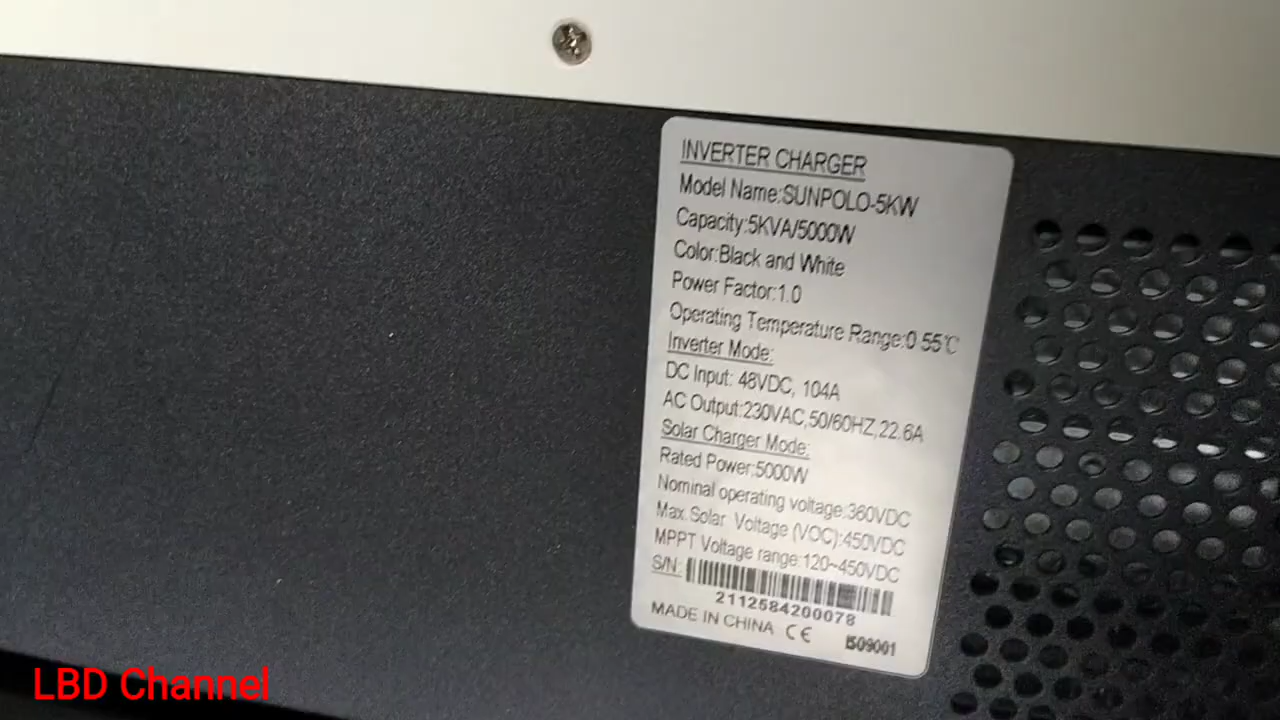 INVERTER CHARGER
Model Name:SUNPOLO-5KW
Capacity:5KVA/5000W
Color:Black and White
Power Factor:1.0
Operating Temperature Range:0 55℃
Inverter Mode:
DC Input: 48VDC, 104A
AC Output:230VAC,50/60HZ,22.6A
Solar Charger Mode:
Rated Power:5000W
Nominal operating voltage:360VDC
Max.Solar Voltage (VOC):450VDC
MPPT Voltage range:120~450VDC
S/N:
2112584200078
MADE IN CHINA CE ISO9001
LBD Channel